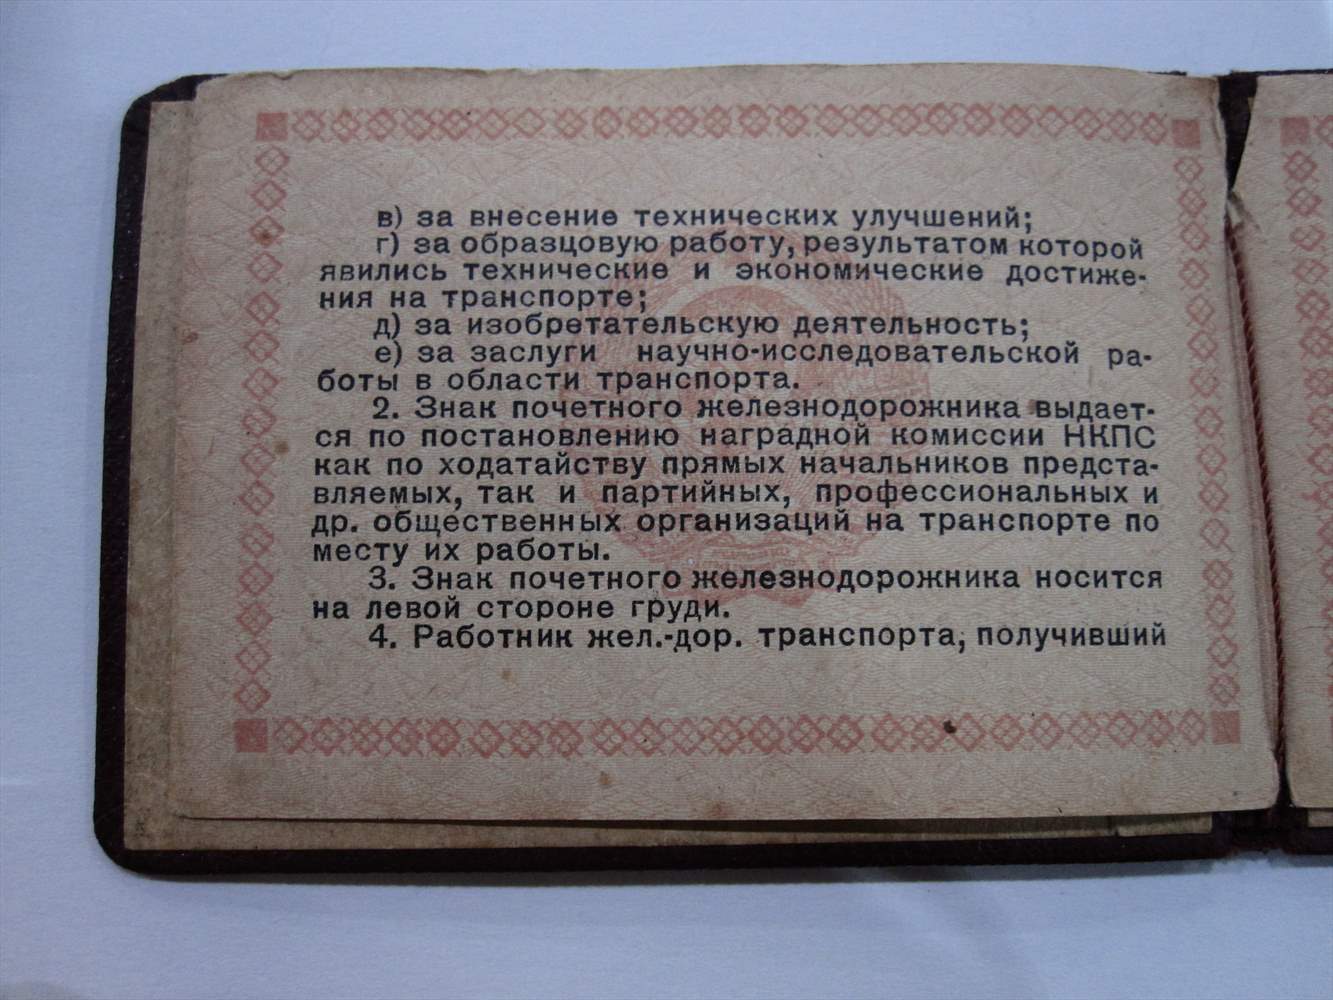 в) за внесение технических улучшений;
г) за образцовую работу, результатом которой
явились технические и экономические достиже-
ния на транспорте;
д) за изобретательскую деятельность;
е) за заслуги научно-исследовательской ра-
боты в области транспорта.
2. Знак почетного железнодорожника выдает-
ся по постановлению наградной комиссии НКПС
как по ходатайству прямых начальников предста-
вляемых, так и партийных, профессиональных и
др. общественных организаций на транспорте по
месту их работы.
3. Знак почетного железнодорожника носится
на левой стороне груди.
4. Работник жел.-дор. транспорта, получивший